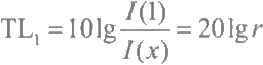 TL₁ = 10 lg I(1)/I(x) = 20 lg r